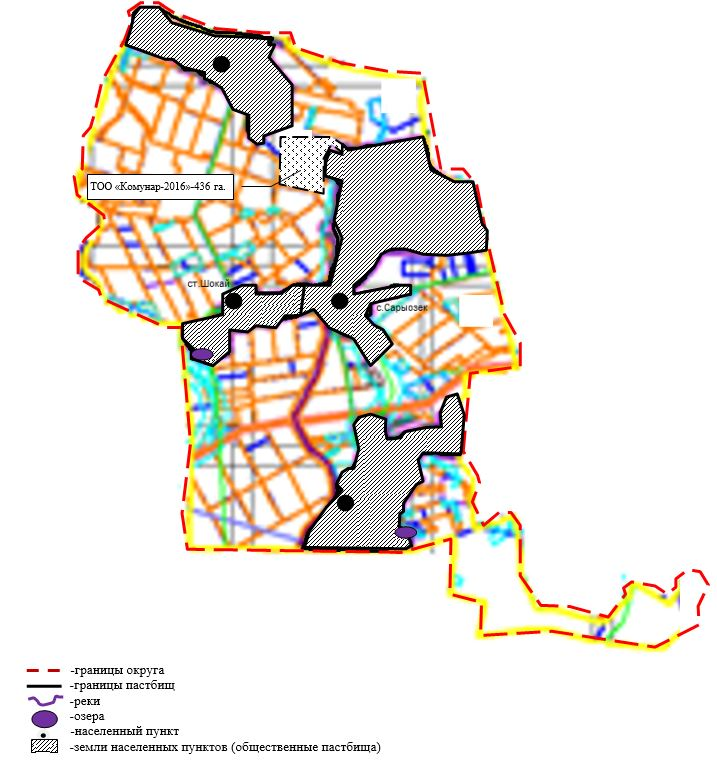 ТОО «Комунар-2016»-436 га.
ст.Шокай
с.Сарыозек
-границы округа
-границы пастбищ
-реки
-озера
-населенный пункт
-земли населенных пунктов (общественные пастбища)